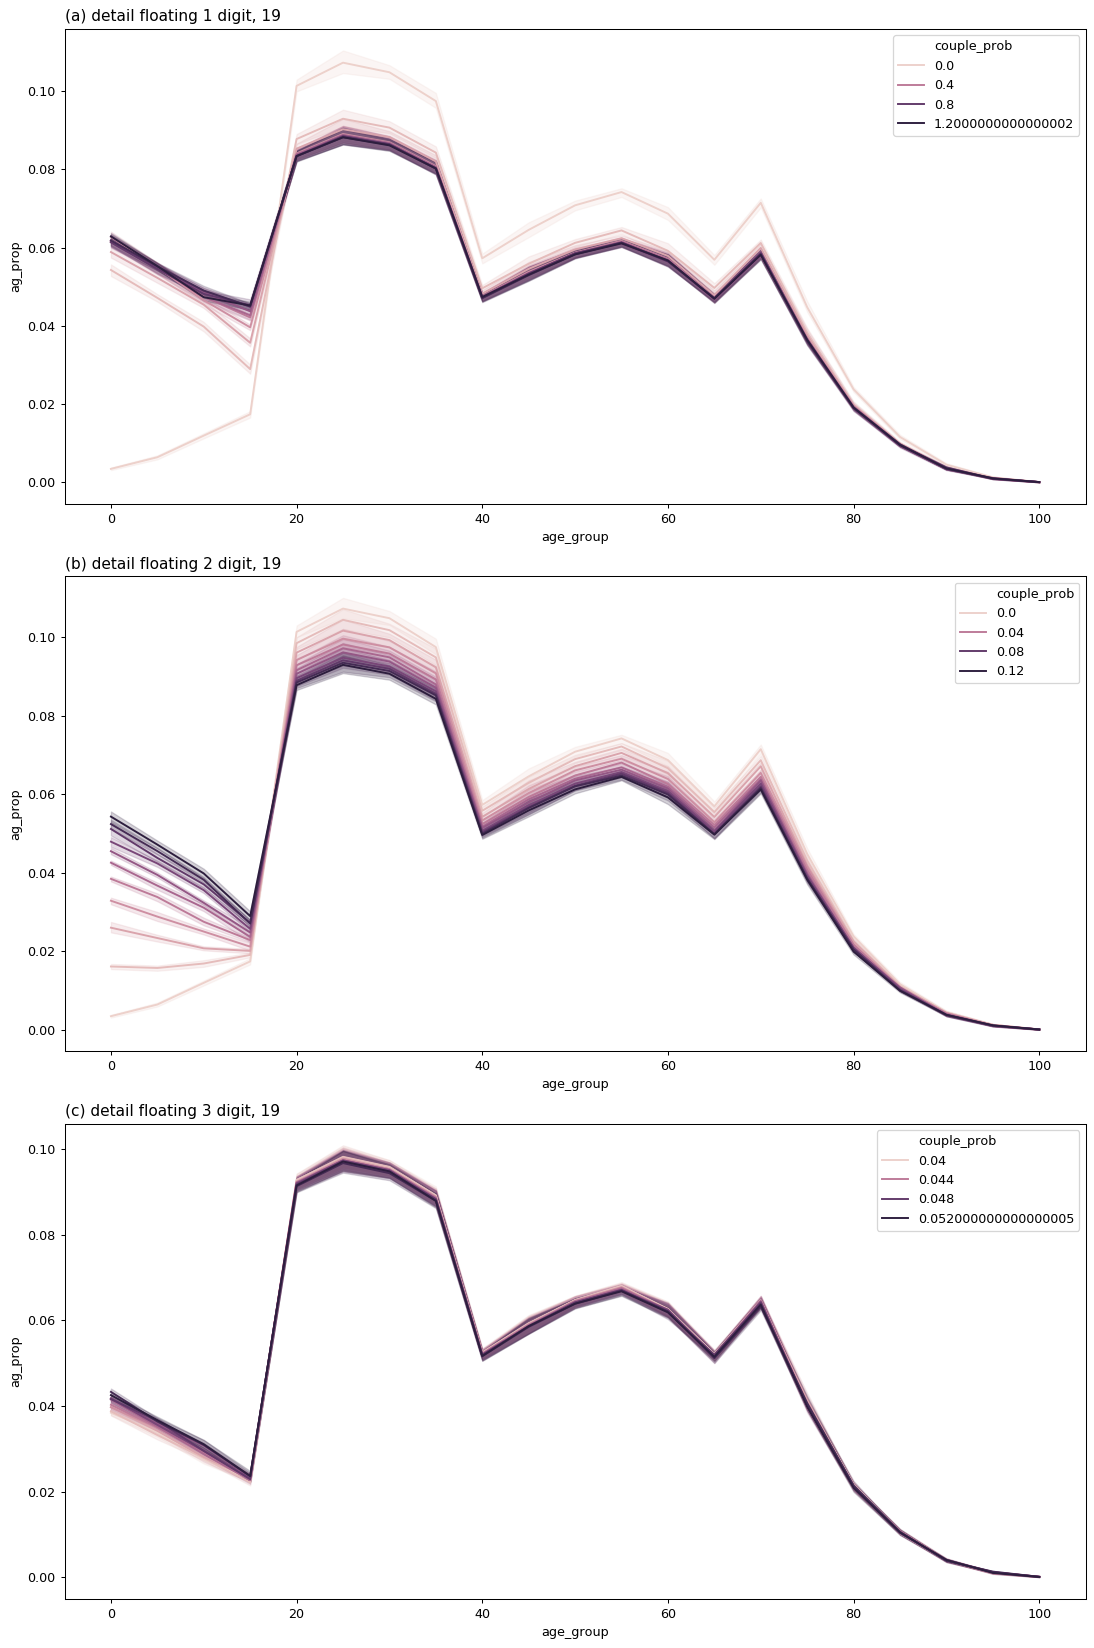 (a) detail floating 1 digit, 19
couple_prob
0.0
0.4
0.8
1.2000000000000002
0.10
0.08
0.06
0.04
0.02
0.00
ag_prop
0 20 40 60 80 100
age_group
(b) detail floating 2 digit, 19
couple_prob
0.0
0.04
0.08
0.12
0.10
0.08
0.06
0.04
0.02
0.00
ag_prop
0 20 40 60 80 100
age_group
(c) detail floating 3 digit, 19
couple_prob
0.04
0.044
0.048
0.052000000000000005
0.10
0.08
0.06
0.04
0.02
0.00
ag_prop
0 20 40 60 80 100
age_group